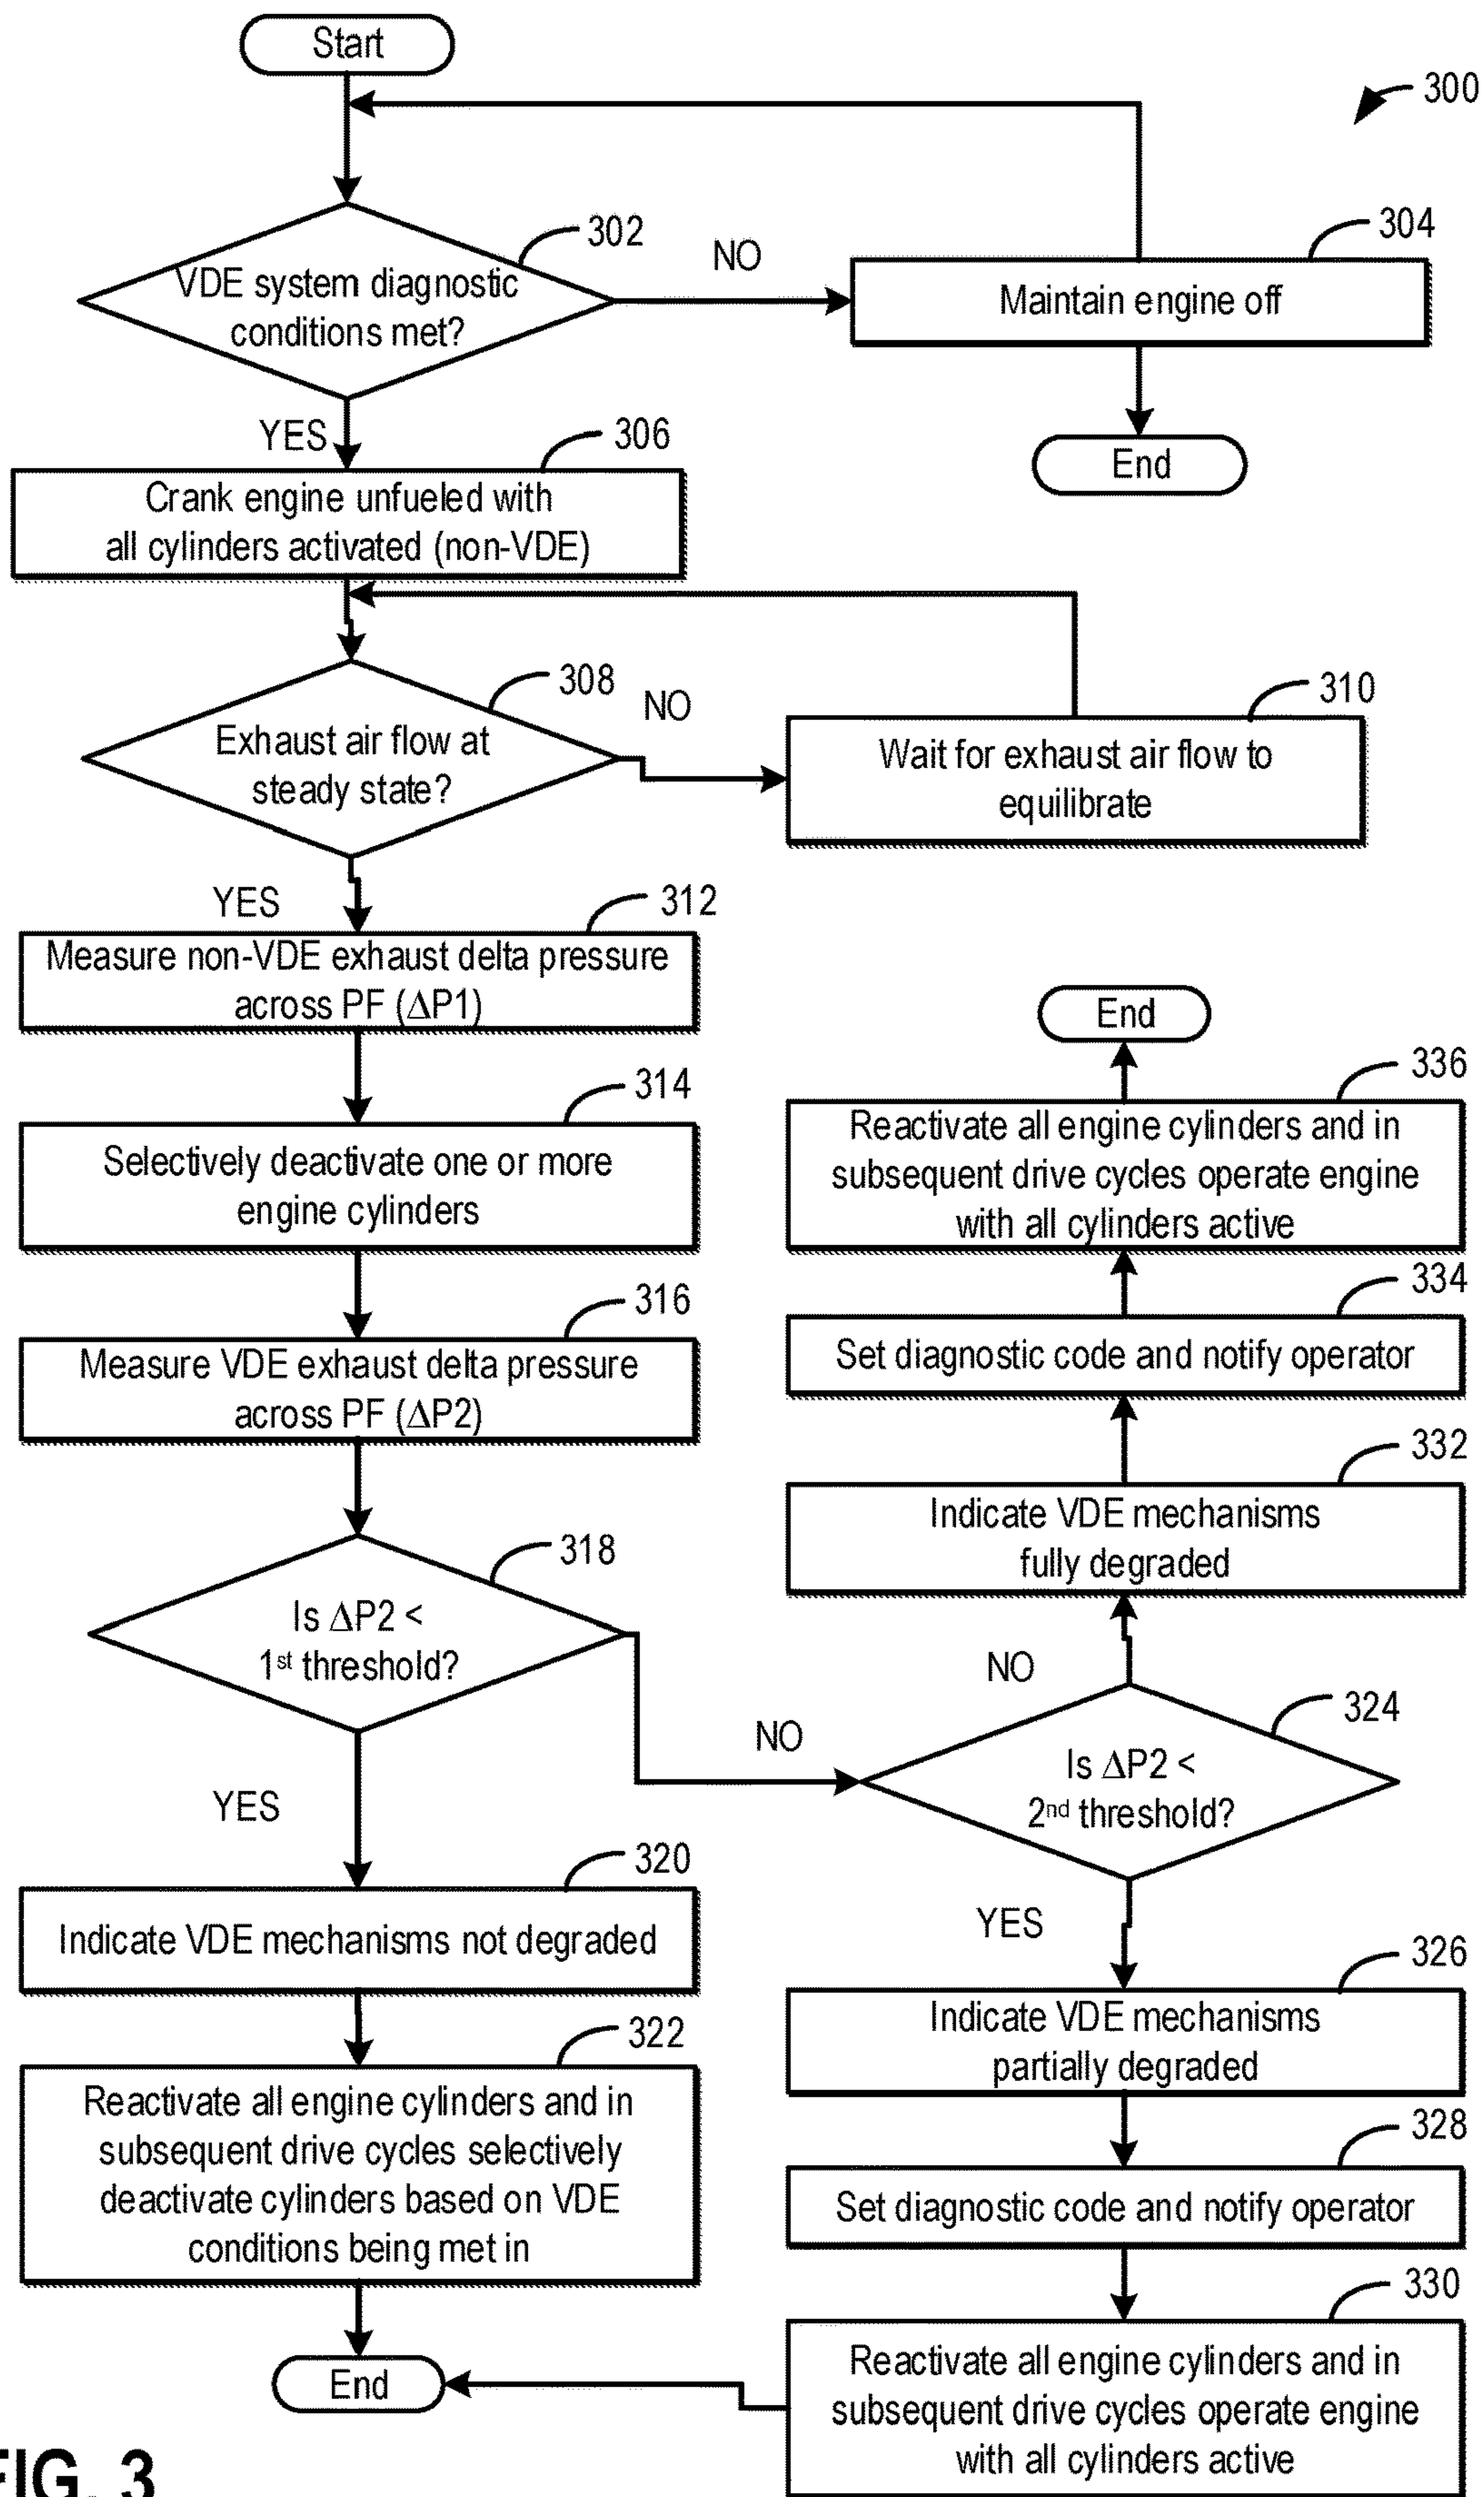 Start
300
302
VDE system diagnostic
conditions met?
NO
304
Maintain engine off
End
YES
306
Crank engine unfueled with
all cylinders activated (non-VDE)
308
Exhaust air flow at
steady state?
NO
310
Wait for exhaust air flow to
equilibrate
YES
312
Measure non-VDE exhaust delta pressure
across PF (ΔP1)
314
Selectively deactivate one or more
engine cylinders
316
Measure VDE exhaust delta pressure
across PF (ΔP2)
318
Is ΔP2 <
1st threshold?
NO
YES
320
Indicate VDE mechanisms not degraded
322
Reactivate all engine cylinders and in
subsequent drive cycles selectively
deactivate cylinders based on VDE
conditions being met in
End
End
336
Reactivate all engine cylinders and in
subsequent drive cycles operate engine
with all cylinders active
334
Set diagnostic code and notify operator
332
Indicate VDE mechanisms
fully degraded
NO
324
Is ΔP2 <
2nd threshold?
YES
326
Indicate VDE mechanisms
partially degraded
328
Set diagnostic code and notify operator
330
Reactivate all engine cylinders and in
subsequent drive cycles operate engine
with all cylinders active
FIG. 3